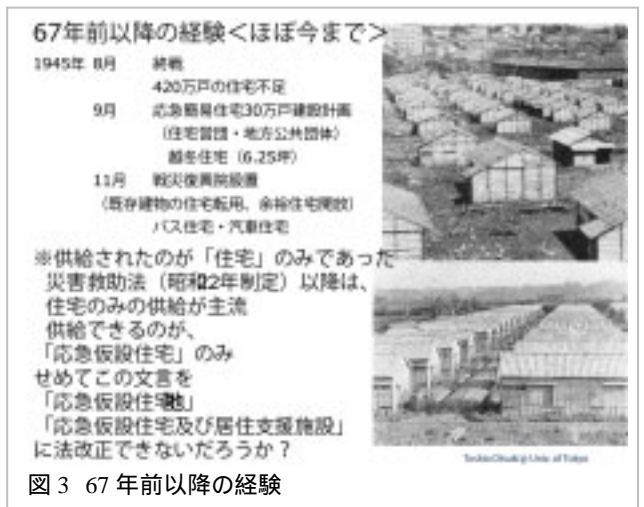 67年前以降の経験＜ほぼ今まで＞
1945年 8月 終戦
420万戸の住宅不足
9月 応急簡易住宅30万戸建設計画
（住宅営団・地方公共団体）
越冬住宅（6.25坪）
11月 戦災復興院設置
（既存建物の住宅転用、余裕住宅開放）
バス住宅・汽車住宅
※供給されたのが「住宅」のみであった
災害救助法（昭和22年制定）以降は、
住宅のみの供給が主流
供給できるのが、
「応急仮設住宅」のみ
せめてこの文言を
「応急仮設住宅地」
「応急仮設住宅及び居住支援施設」
に法改正できないだろうか？
Univ. of Tokyo
図 3 67 年前以降の経験